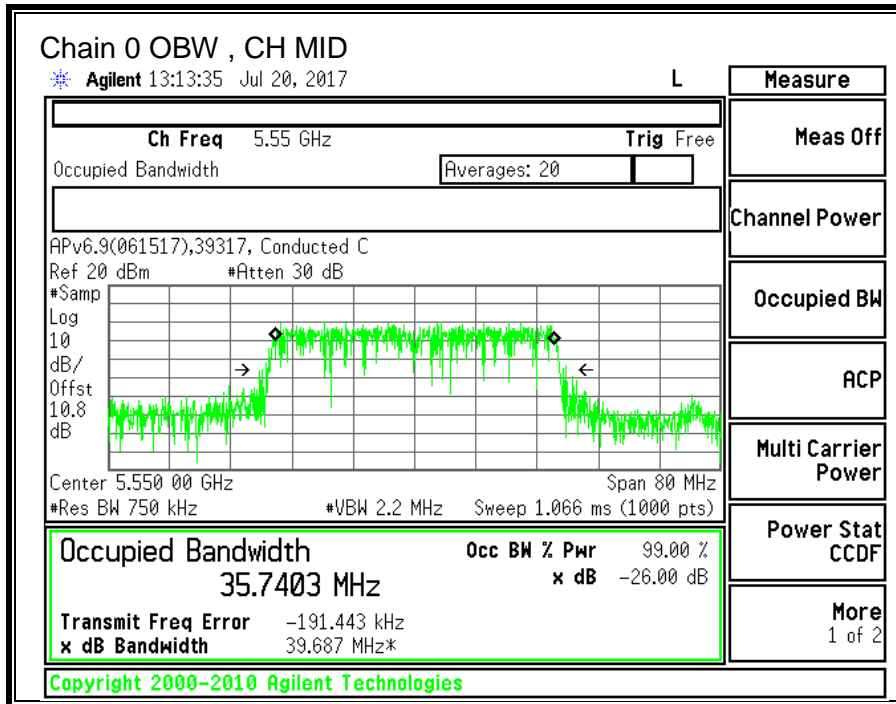 Chain 0 OBW , CH MID
Agilent 13:13:35 Jul 20, 2017 L
Ch Freq 5.55 GHz Trig Free
Occupied Bandwidth Averages: 20
APv6.9(061517),39317, Conducted C
Ref 20 dBm #Atten 30 dB
#Samp
Log
10
dB/
Offst
10.8
dB
Center 5.550 00 GHz Span 80 MHz
#Res BW 750 kHz #VBW 2.2 MHz Sweep 1.066 ms (1000 pts)
Occupied Bandwidth Occ BW % Pwr 99.00 %
35.7403 MHz x dB -26.00 dB
Transmit Freq Error -191.443 kHz
x dB Bandwidth 39.687 MHz*
Copyright 2000-2010 Agilent Technologies
Measure
Meas Off
Channel Power
Occupied BW
ACP
Multi Carrier
Power
Power Stat
CCDF
More
1 of 2